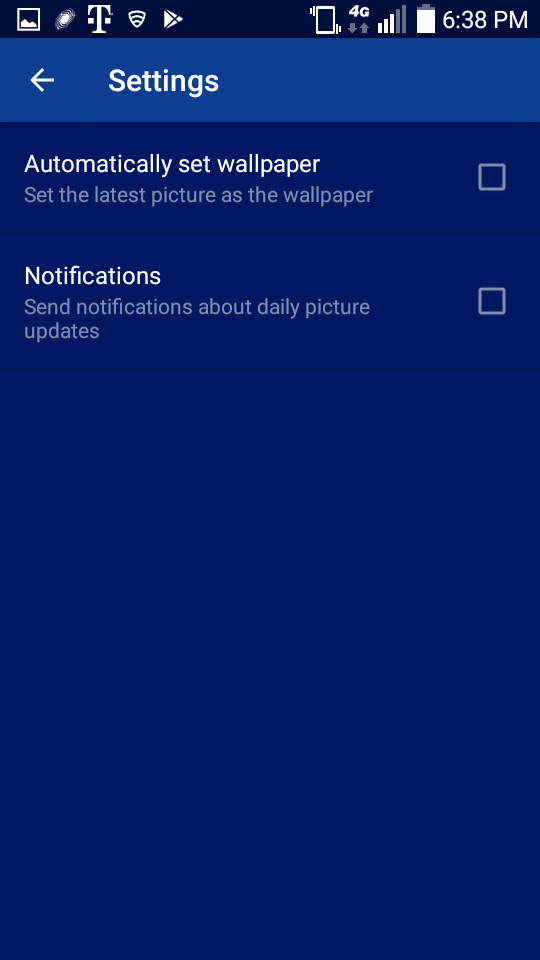 4G 6:38 PM
Settings
Automatically set wallpaper
Set the latest picture as the wallpaper
Notifications
Send notifications about daily picture
updates